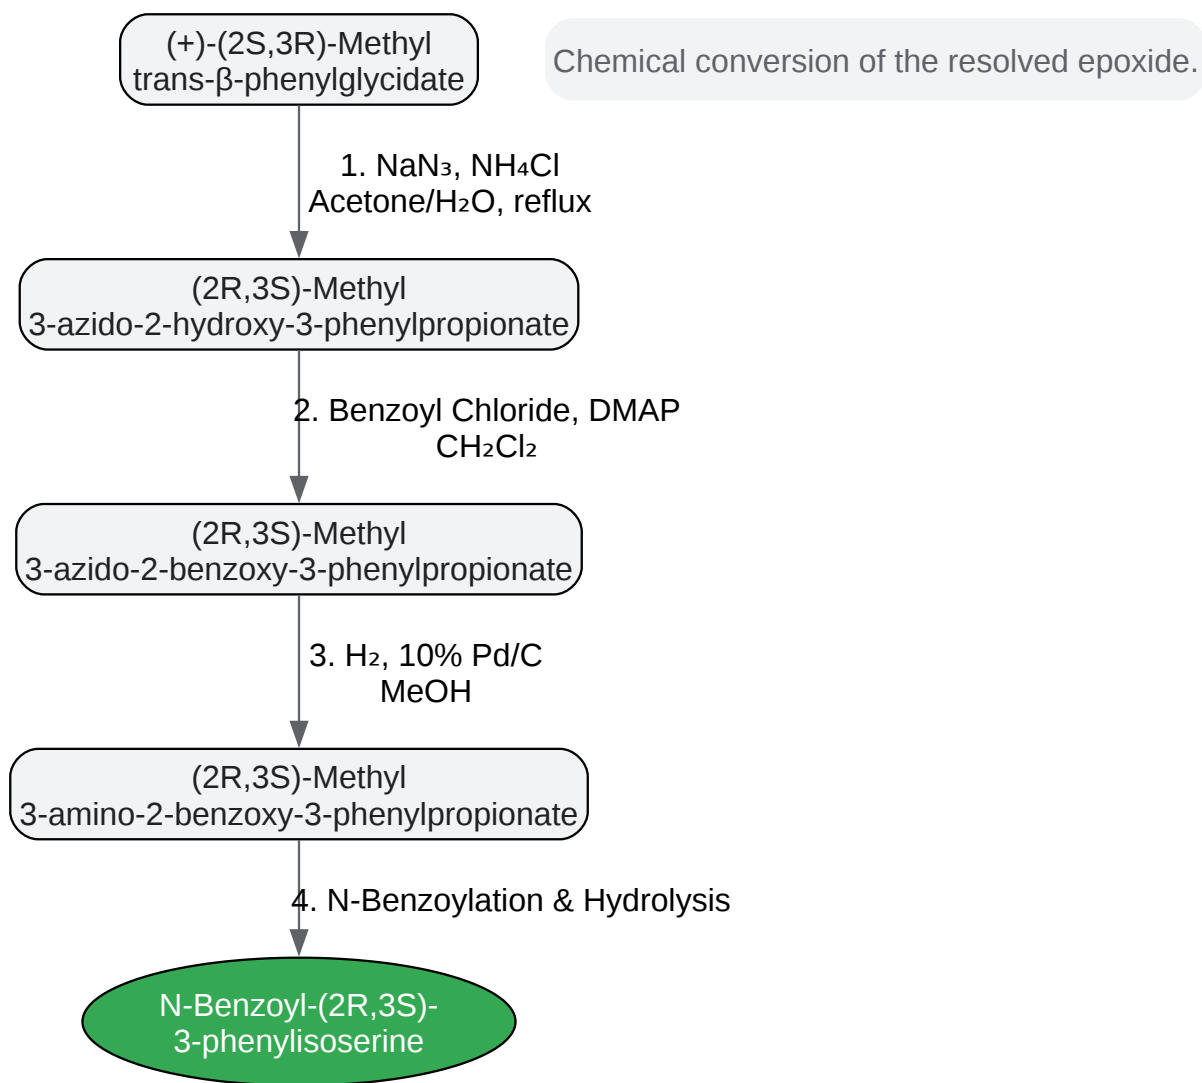 (+)-(2S,3R)-Methyl
trans-β-phenylglycidate
Chemical conversion of the resolved epoxide.
1. NaN₃, NH₄Cl
Acetone/H₂O, reflux
(2R,3S)-Methyl
3-azido-2-hydroxy-3-phenylpropionate
2. Benzoyl Chloride, DMAP
CH₂Cl₂
(2R,3S)-Methyl
3-azido-2-benzoxy-3-phenylpropionate
3. H₂, 10% Pd/C
MeOH
(2R,3S)-Methyl
3-amino-2-benzoxy-3-phenylpropionate
4. N-Benzoylation & Hydrolysis
N-Benzoyl-(2R,3S)-
3-phenylisoserine